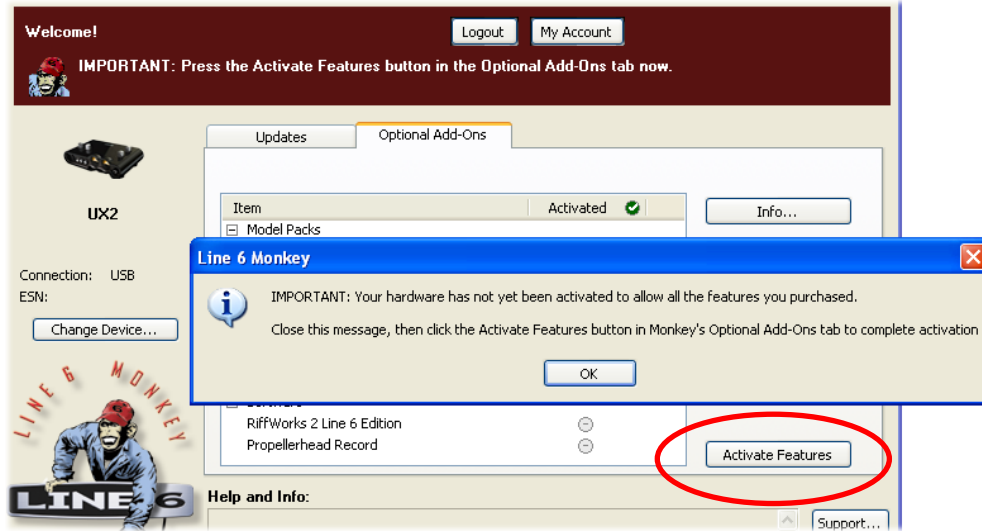 Welcome!
Logout
My Account
IMPORTANT: Press the Activate Features button in the Optional Add-Ons tab now.
Updates
Optional Add-Ons
UX2
Item
Activated
Info...
Model Packs
Line 6 Monkey
Connection: USB
ESN:
IMPORTANT: Your hardware has not yet been activated to allow all the features you purchased.
Change Device...
Close this message, then click the Activate Features button in Monkey's Optional Add-Ons tab to complete activation
OK
LINE 6 MONKEY
RiffWorks 2 Line 6 Edition
Propellerhead Record
Activate Features
LINE 6
Help and Info:
Support...